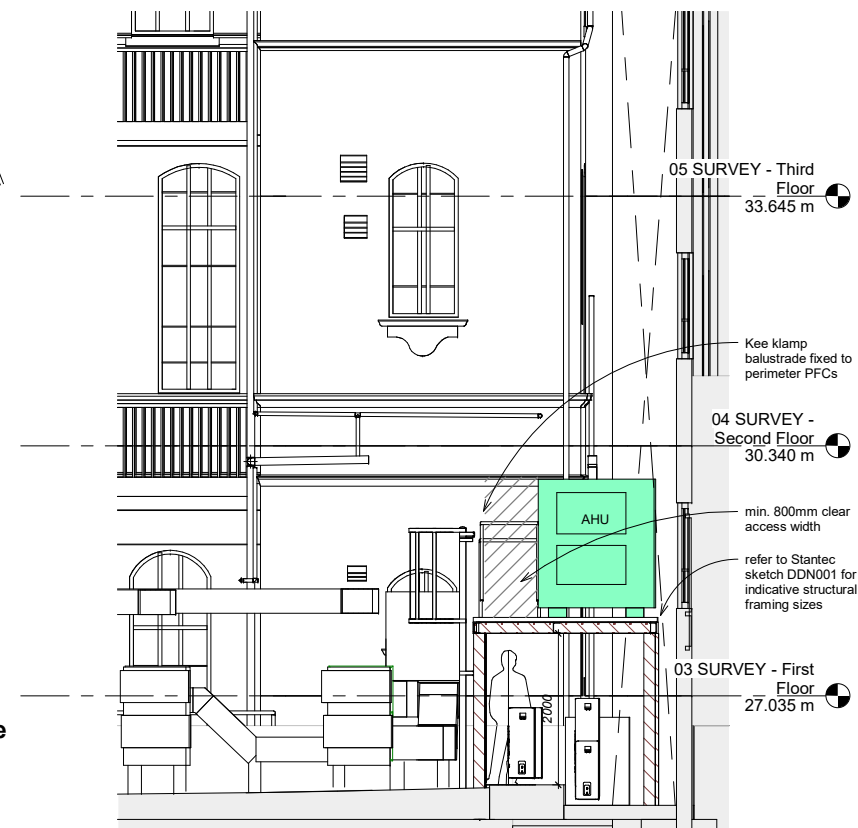 05 SURVEY - Third
Floor
33.645 m
Kee klamp
balustrade fixed to
perimeter PFCs
04 SURVEY -
Second Floor
30.340 m
AHU
min. 800mm clear
access width
refer to Stantec
sketch DDN001 for
indicative structural
framing sizes
03 SURVEY - First
Floor
27.035 m
2000
e